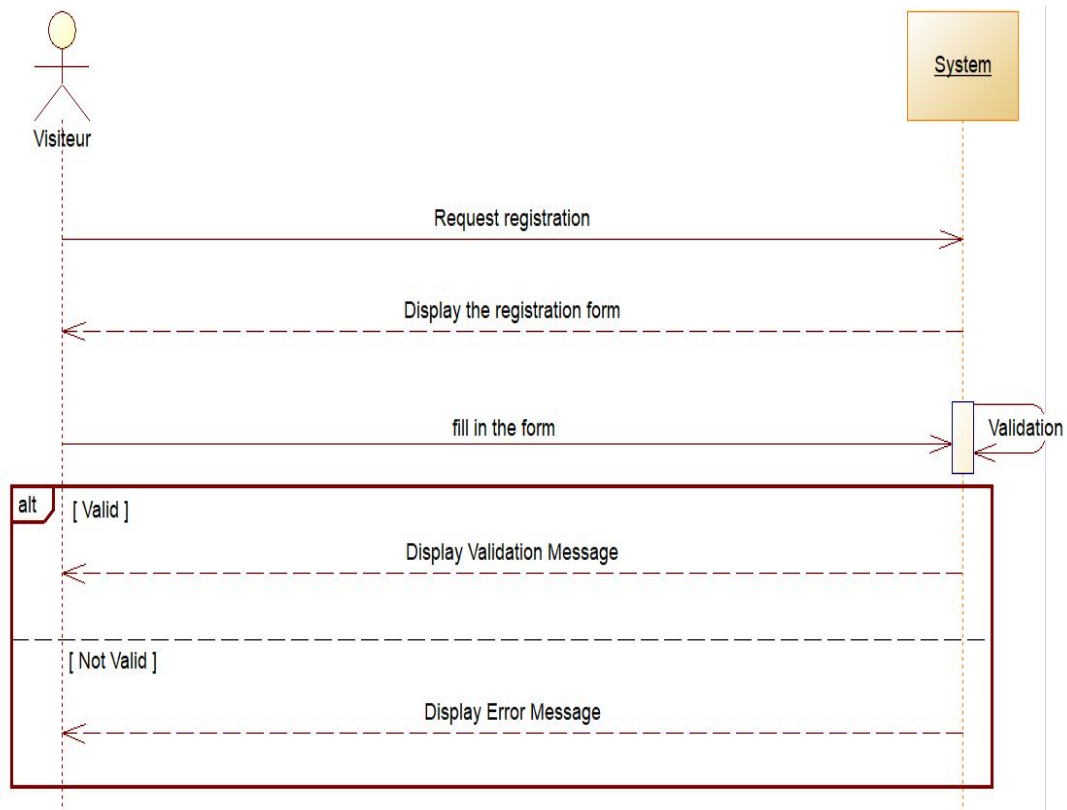 System
Visiteur
Request registration
Display the registration form
fill in the form
Validation
alt
[ Valid ]
Display Validation Message
[ Not Valid ]
Display Error Message